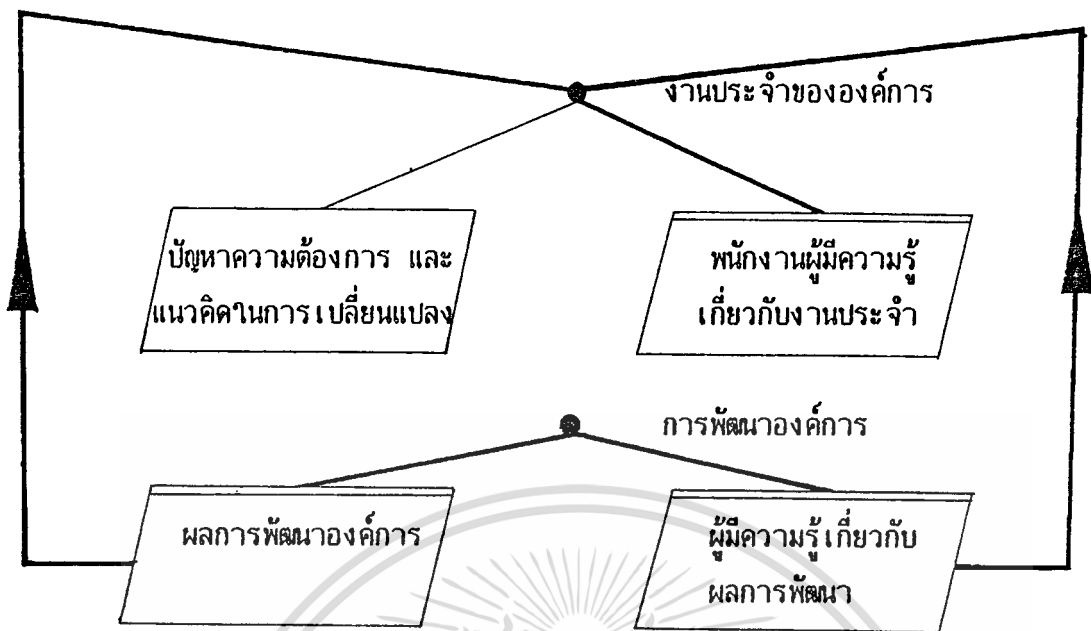 งานประจำขององค์การ
ปัญหาความต้องการ และ
แนวคิดในการเปลี่ยนแปลง
พนักงานผู้มีความรู้
เกี่ยวกับงานประจำ
การพัฒนาองค์การ
ผลการพัฒนาองค์การ
ผู้มีความรู้เกี่ยวกับ
ผลการพัฒนา